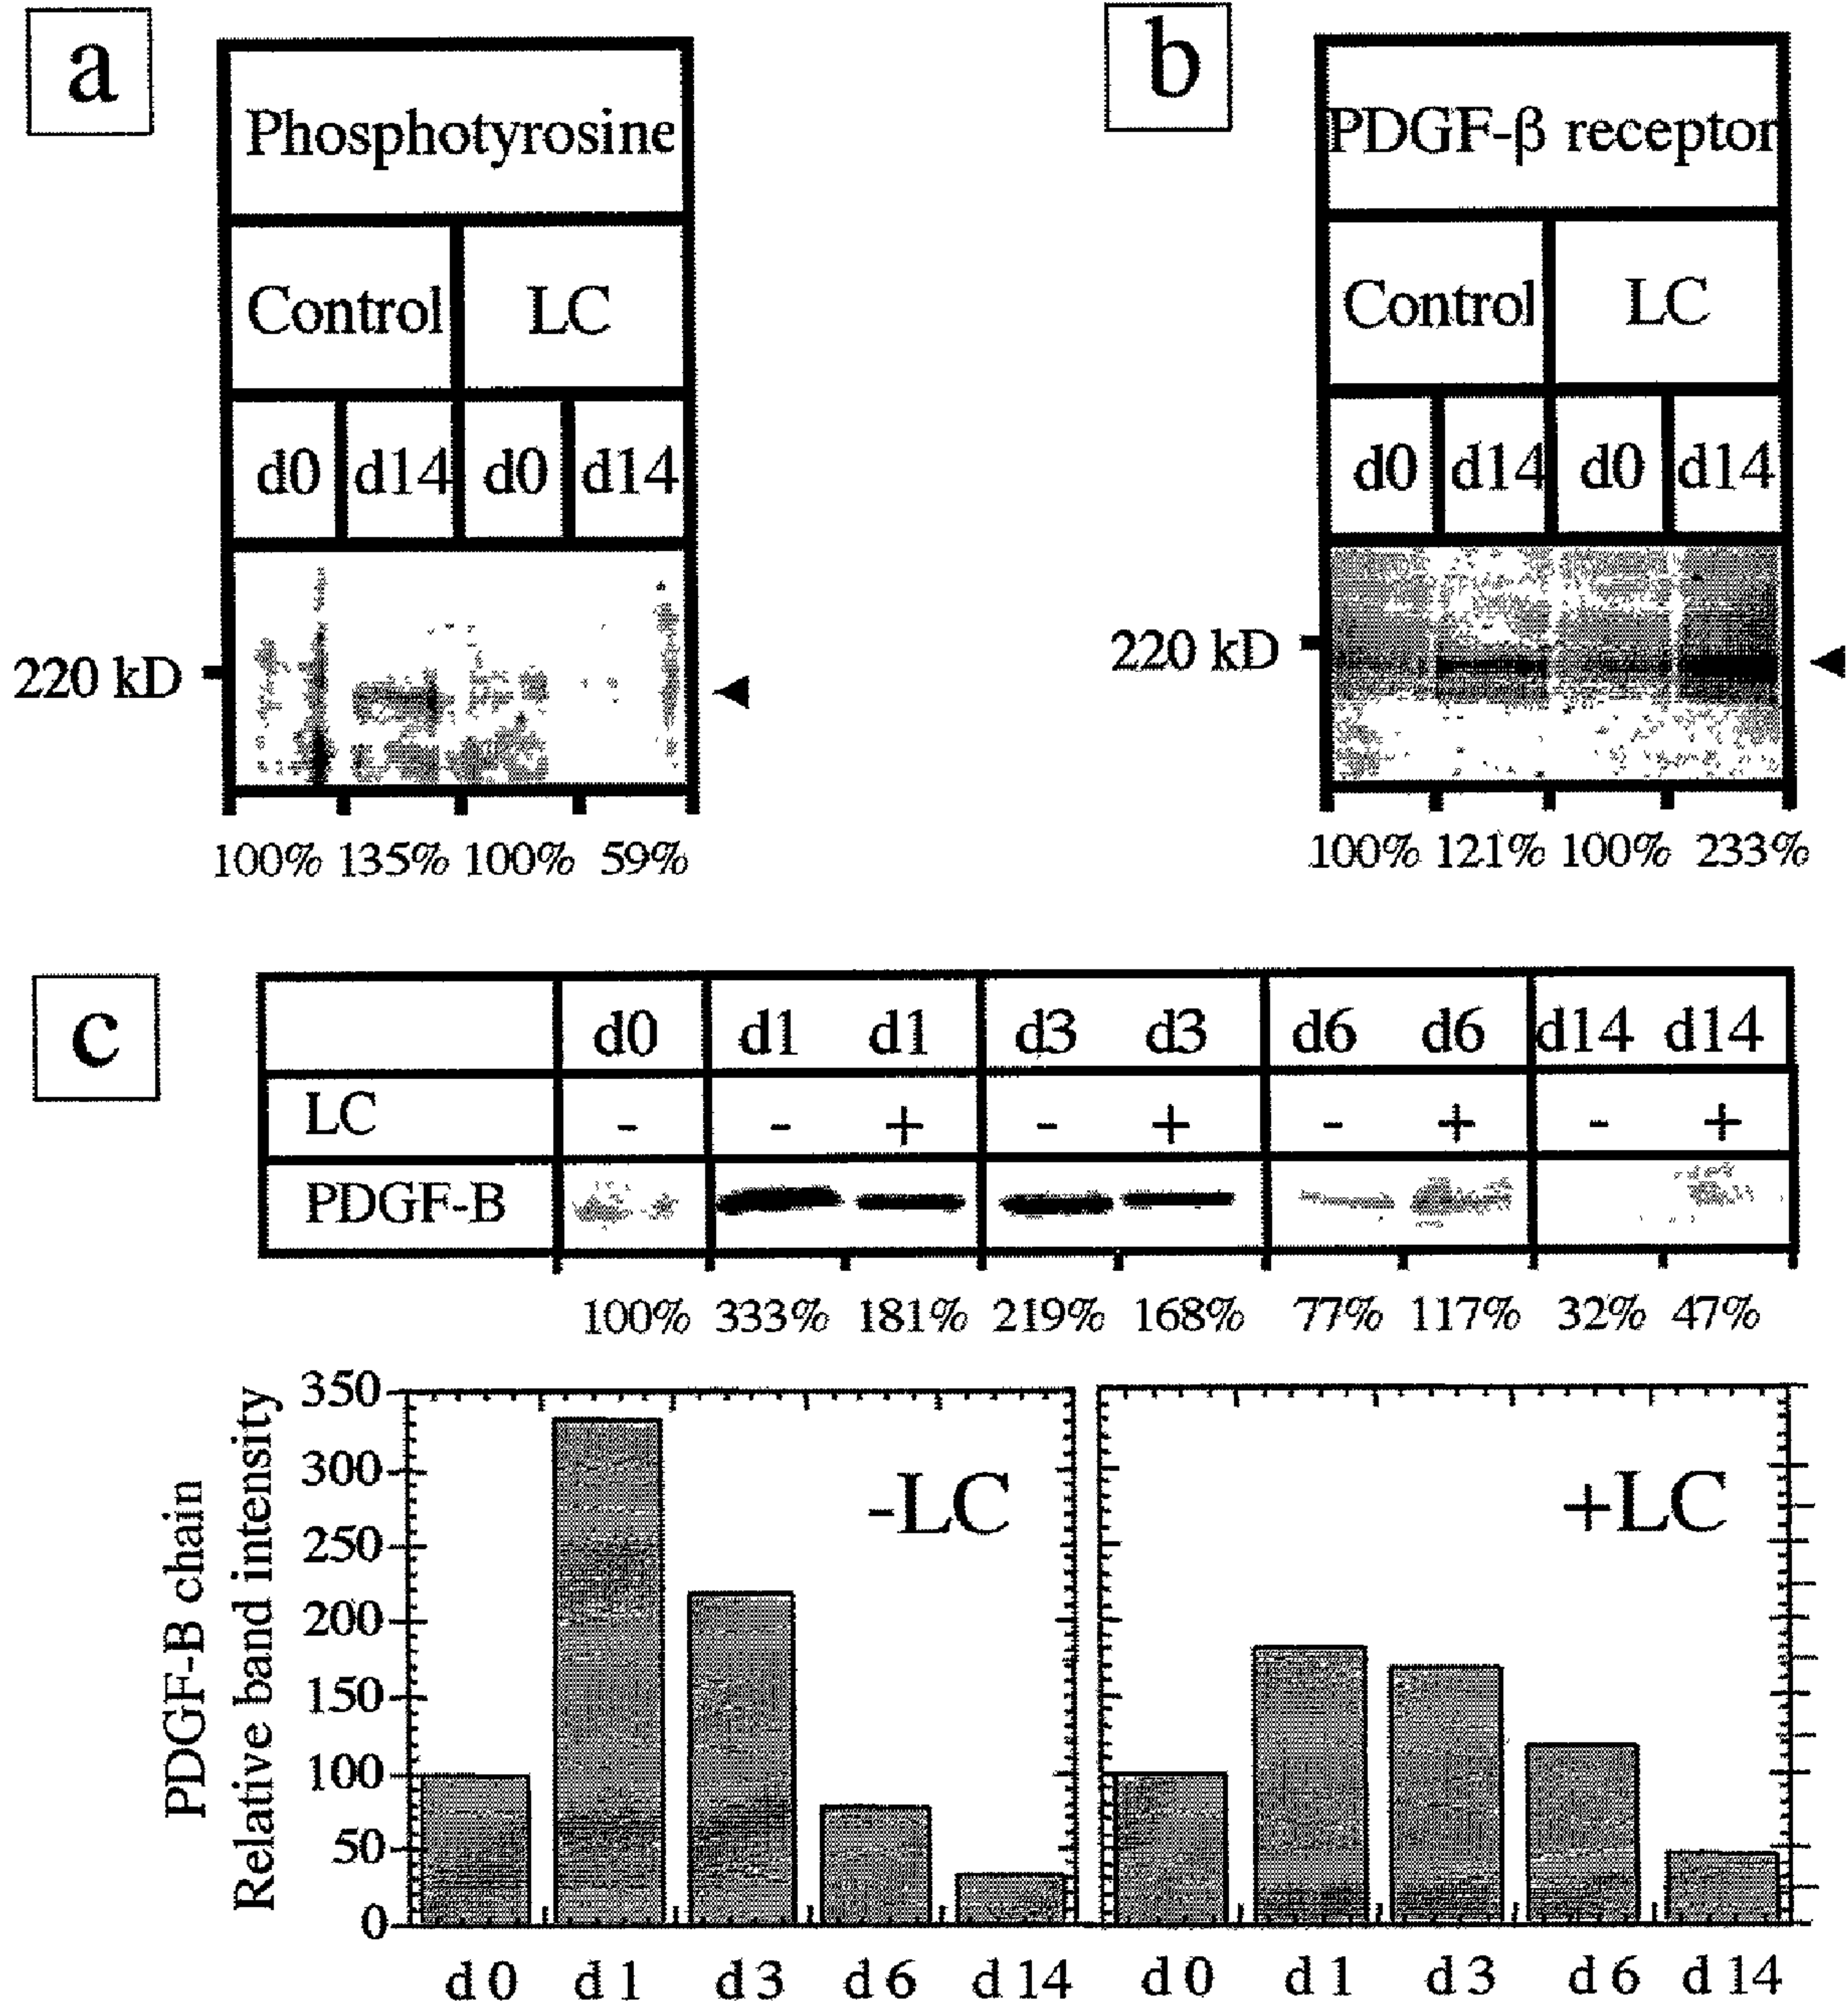 a
Phosphotyrosine
Control LC
d0 d14 d0 d14
220 kD
100% 135% 100% 59%
b
PDGF-β receptor
Control LC
d0 d14 d0 d14
220 kD
100% 121% 100% 233%
c
d0 d1 d1 d3 d3 d6 d6 d14 d14
LC - - + - + - + - +
PDGF-B
100% 333% 181% 219% 168% 77% 117% 32% 47%
PDGF-B chain
Relative band intensity
350
300
250
200
150
100
50
0
-LC
d 0 d 1 d 3 d 6 d 14
+LC
d 0 d 1 d 3 d 6 d 14